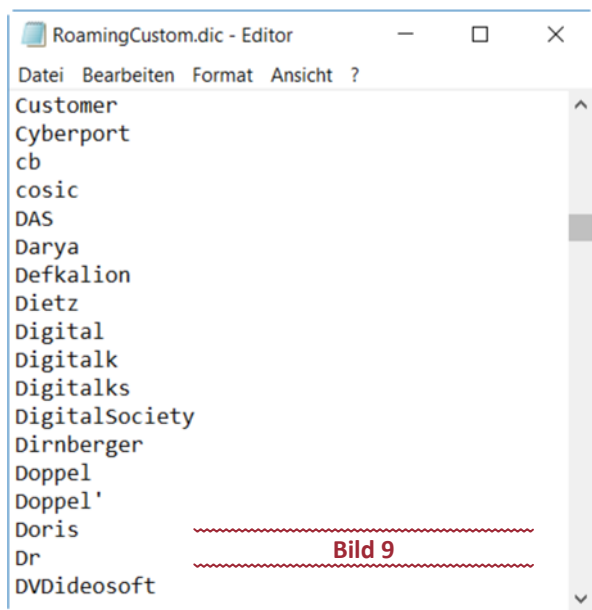 RoamingCustom.dic - Editor
Datei Bearbeiten Format Ansicht ?
Customer
Cyberport
cb
cosic
DAS
Darya
Defkalion
Dietz
Digital
Digitalk
Digitalks
DigitalSociety
Dirnberger
Doppel
Doppel'
Doris
Bild 9
Dr
DVDideosoft